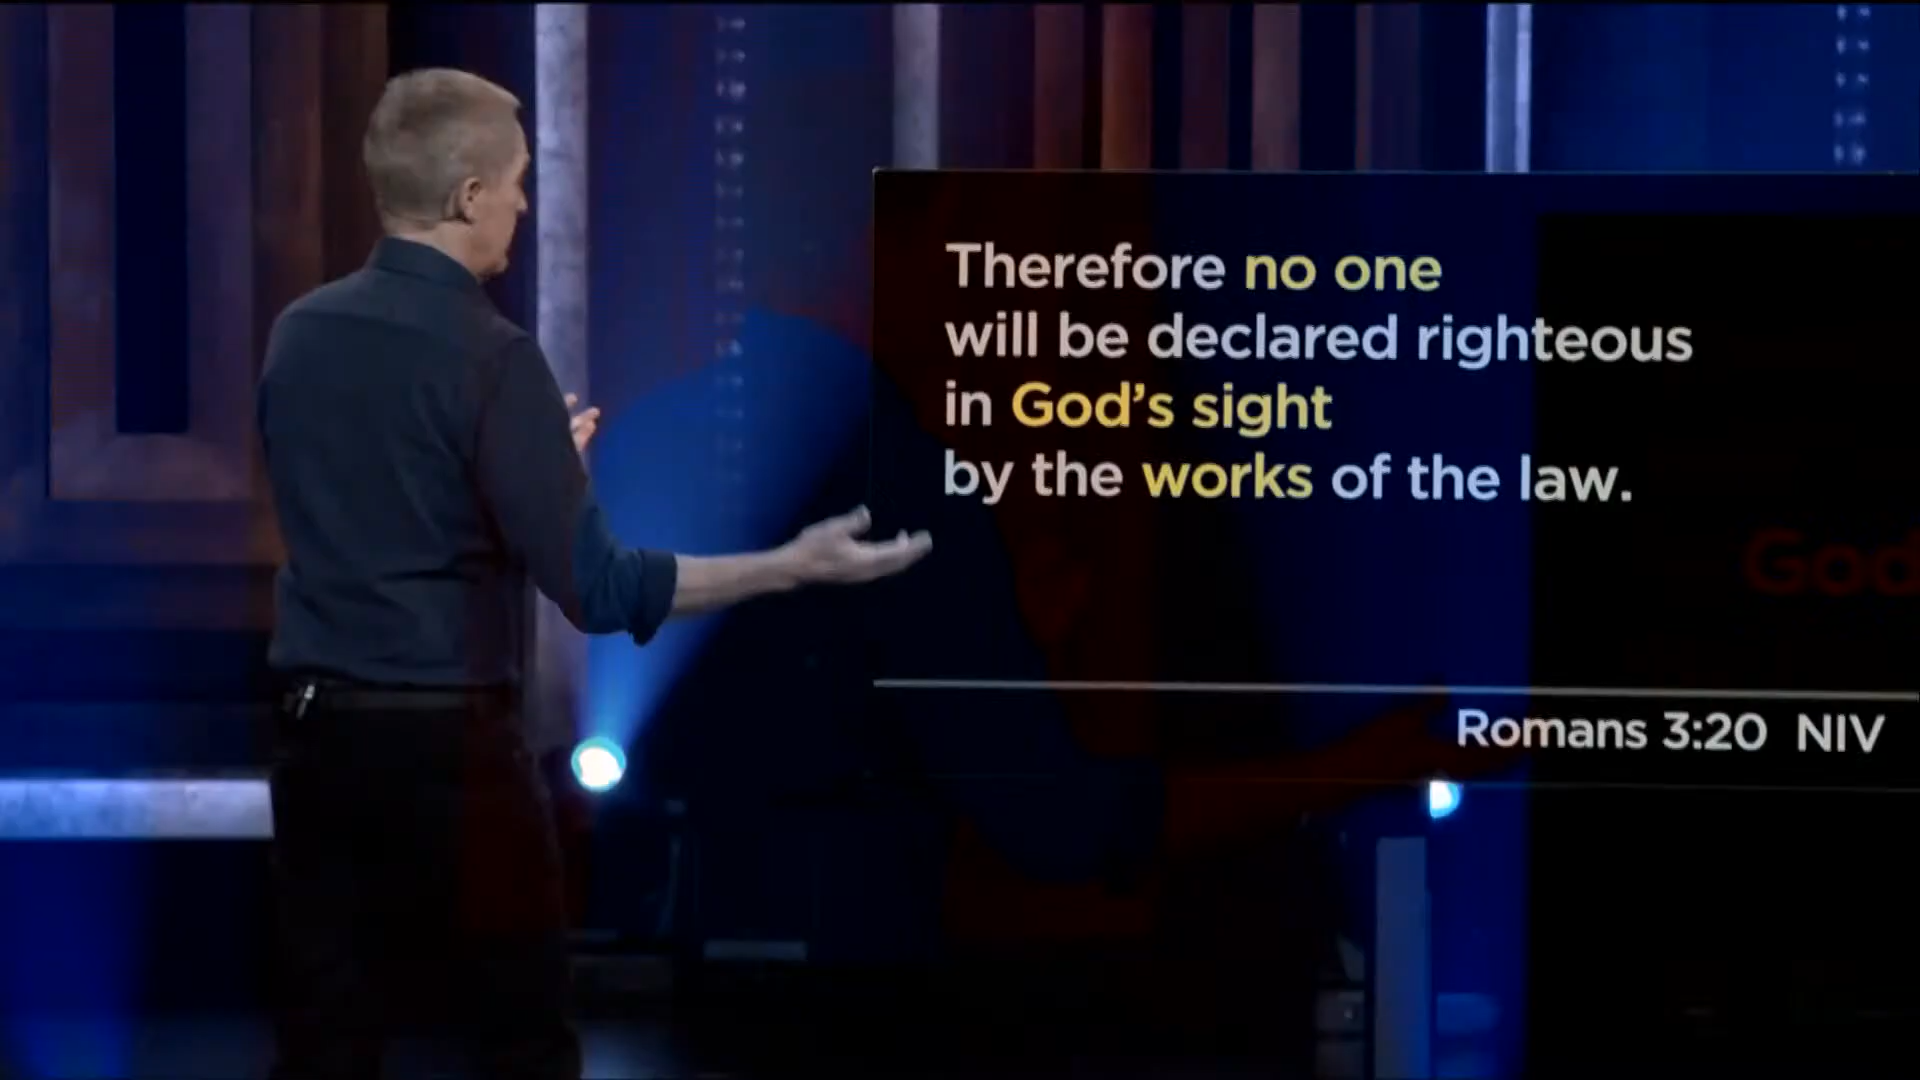 Therefore no one
will be declared righteous
in God's sight
by the works of the law.
God
Romans 3:20 NIV